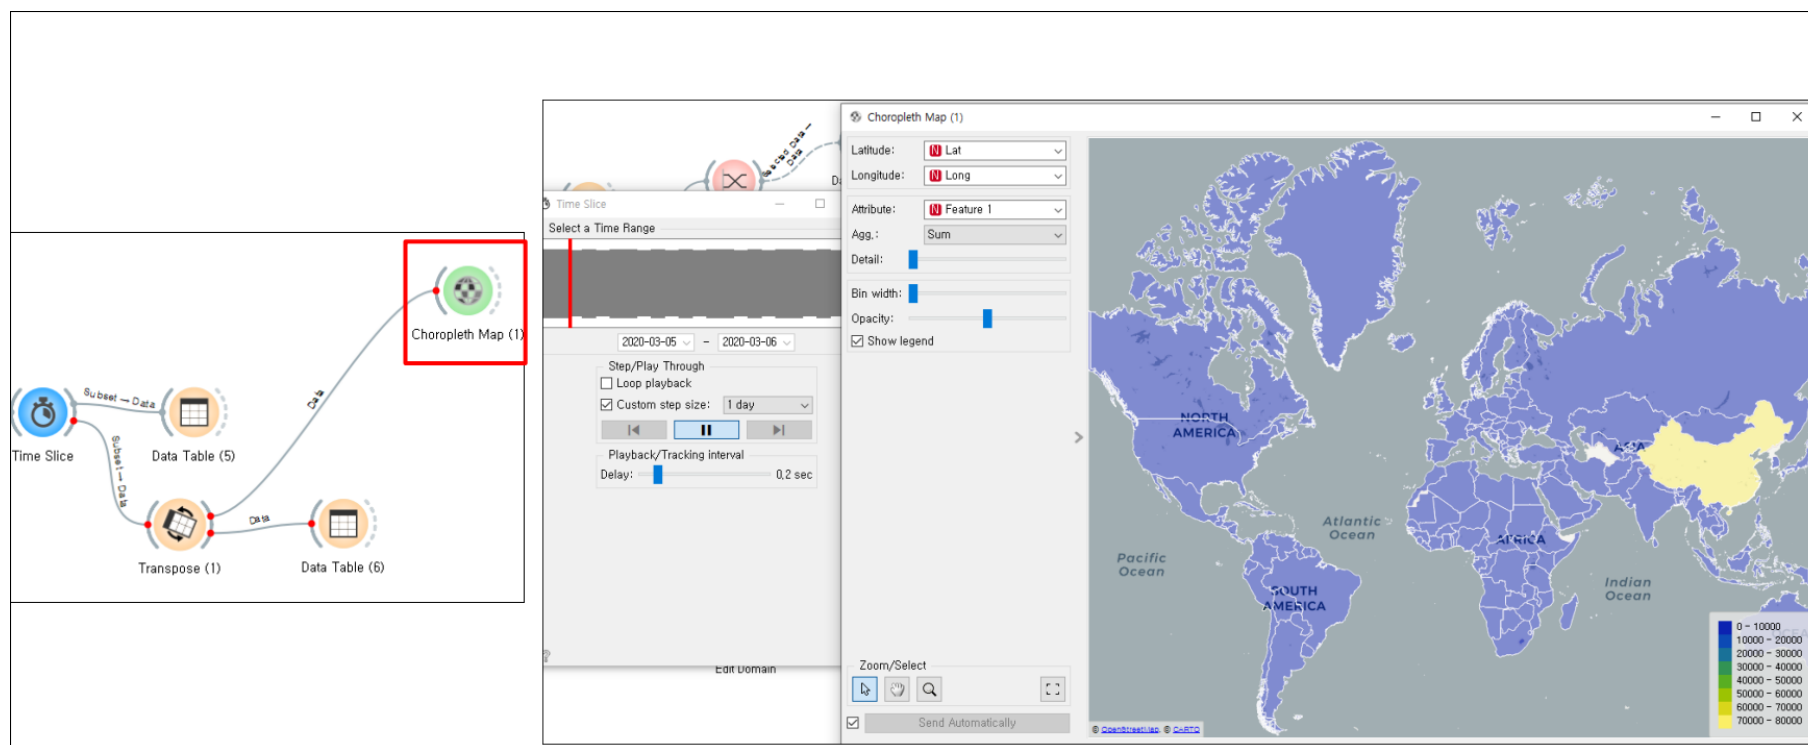 Choropleth Map (1)
Subset → Data
Time Slice
Data Table (5)
Subset → Data
Data
Data
Transpose (1)
Data Table (6)
Time Slice
Select a Time Range
2020-03-05 - 2020-03-06
Step/Play Through
Loop playback
Custom step size: 1 day
Playback/Tracking interval
Delay: 0,2 sec
Edit Domain
Choropleth Map (1)
Latitude: N Lat
Longitude: N Long
Attribute: N Feature 1
Agg.: Sum
Detail:
Bin width:
Opacity:
Show legend
Zoom/Select
Send Automatically
NORTH
AMERICA
ASIA
Atlantic
Ocean
AFRICA
Pacific
Ocean
SOUTH
AMERICA
Indian
Ocean
0 - 10000
10000 - 20000
20000 - 30000
30000 - 40000
40000 - 50000
50000 - 60000
60000 - 70000
70000 - 80000
© OpenStreetMap, © CARTO